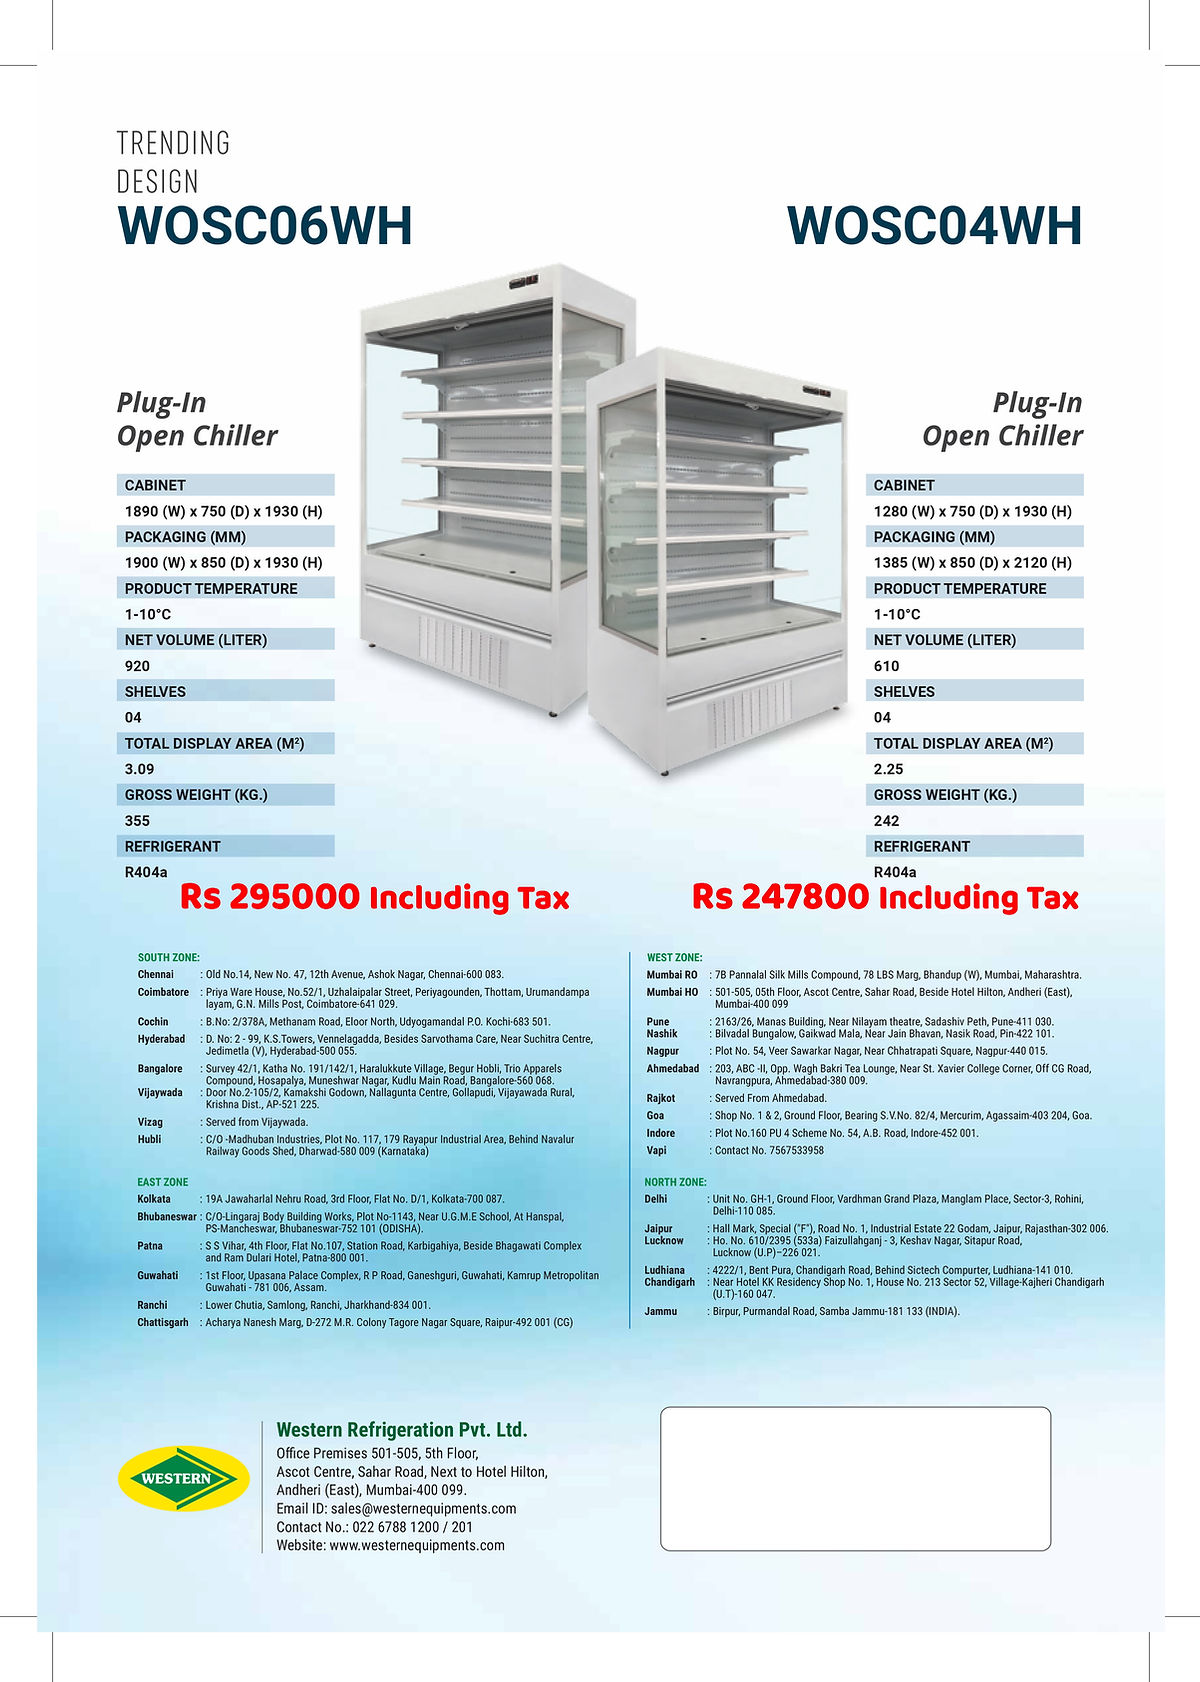 TRENDING
DESIGN
WOSC06WH
WOSC04WH
Plug-In
Open Chiller
CABINET
1890 (W) x 750 (D) x 1930 (H)
PACKAGING (MM)
1900 (W) x 850 (D) x 1930 (H)
PRODUCT TEMPERATURE
1-10°C
NET VOLUME (LITER)
920
SHELVES
04
TOTAL DISPLAY AREA (M²)
3.09
GROSS WEIGHT (KG.)
355
REFRIGERANT
R404a
Rs 295000 Including Tax
Plug-In
Open Chiller
CABINET
1280 (W) x 750 (D) x 1930 (H)
PACKAGING (MM)
1385 (W) x 850 (D) x 2120 (H)
PRODUCT TEMPERATURE
1-10°C
NET VOLUME (LITER)
610
SHELVES
04
TOTAL DISPLAY AREA (M²)
2.25
GROSS WEIGHT (KG.)
242
REFRIGERANT
R404a
Rs 247800 Including Tax
SOUTH ZONE:
Chennai : Old No.14, New No. 47, 12th Avenue, Ashok Nagar, Chennai-600 083.
Coimbatore : Priya Ware House, No.52/1, Uzhalaipalar Street, Periyagounden, Thottam, Urumandampa
layam, G.N. Mills Post, Coimbatore-641 029.
Cochin : B.No: 2/378A, Methanam Road, Eloor North, Udyogamandal P.O. Kochi-683 501.
Hyderabad : D. No: 2 - 99, K.S.Towers, Vennelagadda, Besides Sarvothama Care, Near Suchitra Centre,
Jedimetla (V), Hyderabad-500 055.
Bangalore : Survey 42/1, Katha No. 191/142/1, Haralukkute Village, Begur Hobli, Trio Apparels
Compound, Hosapalya, Muneshwar Nagar, Kudlu Main Road, Bangalore-560 068.
Vijaywada : Door No.2-105/2, Kamakshi Godown, Nallagunta Centre, Gollapudi, Vijayawada Rural,
Krishna Dist., AP-521 225.
Vizag : Served from Vijaywada.
Hubli : C/O -Madhuban Industries, Plot No. 117, 179 Rayapur Industrial Area, Behind Navalur
Railway Goods Shed, Dharwad-580 009 (Karnataka)
EAST ZONE
Kolkata : 19A Jawaharlal Nehru Road, 3rd Floor, Flat No. D/1, Kolkata-700 087.
Bhubaneswar : C/O-Lingaraj Body Building Works, Plot No-1143, Near U.G.M.E School, At Hanspal,
PS-Mancheswar, Bhubaneswar-752 101 (ODISHA).
Patna : S S Vihar, 4th Floor, Flat No.107, Station Road, Karbigahiya, Beside Bhagawati Complex
and Ram Dulari Hotel, Patna-800 001.
Guwahati : 1st Floor, Upasana Palace Complex, R P Road, Ganeshguri, Guwahati, Kamrup Metropolitan
Guwahati - 781 006, Assam.
Ranchi : Lower Chutia, Samlong, Ranchi, Jharkhand-834 001.
Chattisgarh : Acharya Nanesh Marg, D-272 M.R. Colony Tagore Nagar Square, Raipur-492 001 (CG)
WEST ZONE:
Mumbai RO : 7B Pannalal Silk Mills Compound, 78 LBS Marg, Bhandup (W), Mumbai, Maharashtra.
Mumbai HO : 501-505, 05th Floor, Ascot Centre, Sahar Road, Beside Hotel Hilton, Andheri (East),
Mumbai-400 099
Pune : 2163/26, Manas Building, Near Nilayam theatre, Sadashiv Peth, Pune-411 030.
Nashik : Bilvadal Bungalow, Gaikwad Mala, Near Jain Bhavan, Nasik Road, Pin-422 101.
Nagpur : Plot No. 54, Veer Sawarkar Nagar, Near Chhatrapati Square, Nagpur-440 015.
Ahmedabad : 203, ABC -II, Opp. Wagh Bakri Tea Lounge, Near St. Xavier College Corner, Off CG Road,
Navrangpura, Ahmedabad-380 009.
Rajkot : Served From Ahmedabad.
Goa : Shop No. 1 & 2, Ground Floor, Bearing S.V.No. 82/4, Mercurim, Agassaim-403 204, Goa.
Indore : Plot No.160 PU 4 Scheme No. 54, A.B. Road, Indore-452 001.
Vapi : Contact No. 7567533958
NORTH ZONE:
Delhi : Unit No. GH-1, Ground Floor, Vardhman Grand Plaza, Manglam Place, Sector-3, Rohini,
Delhi-110 085.
Jaipur : Hall Mark, Special ("F"), Road No. 1, Industrial Estate 22 Godam, Jaipur, Rajasthan-302 006.
Lucknow : Ho. No. 610/2395 (533a) Faizullahganj - 3, Keshav Nagar, Sitapur Road,
Lucknow (U.P)–226 021.
Ludhiana : 4222/1, Bent Pura, Chandigarh Road, Behind Sictech Compurter, Ludhiana-141 010.
Chandigarh : Near Hotel KK Residency Shop No. 1, House No. 213 Sector 52, Village-Kajheri Chandigarh
(U.T)-160 047.
Jammu : Birpur, Purmandal Road, Samba Jammu-181 133 (INDIA).
WESTERN
Western Refrigeration Pvt. Ltd.
Office Premises 501-505, 5th Floor,
Ascot Centre, Sahar Road, Next to Hotel Hilton,
Andheri (East), Mumbai-400 099.
Email ID: sales@westernequipments.com
Contact No.: 022 6788 1200 / 201
Website: www.westernequipments.com